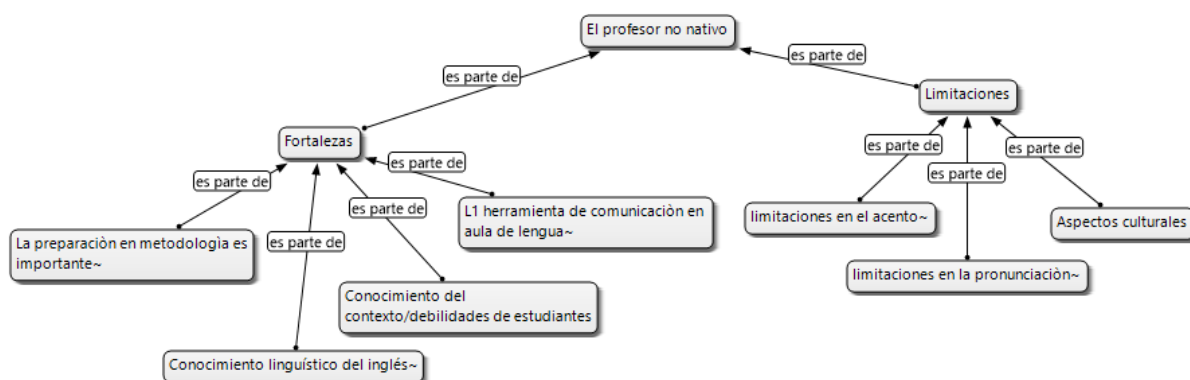 El profesor no nativo
es parte de
es parte de
Limitaciones
Fortalezas
es parte de
es parte de
es parte de
es parte de
es parte de
es parte de
es parte de
La preparaciòn en metodologìa es
importante~
L1 herramienta de comunicaciòn en
aula de lengua~
limitaciones en el acento~
Aspectos culturales
limitaciones en la pronunciaciòn~
Conocimiento del
contexto/debilidades de estudiantes
Conocimiento linguístico del inglés~